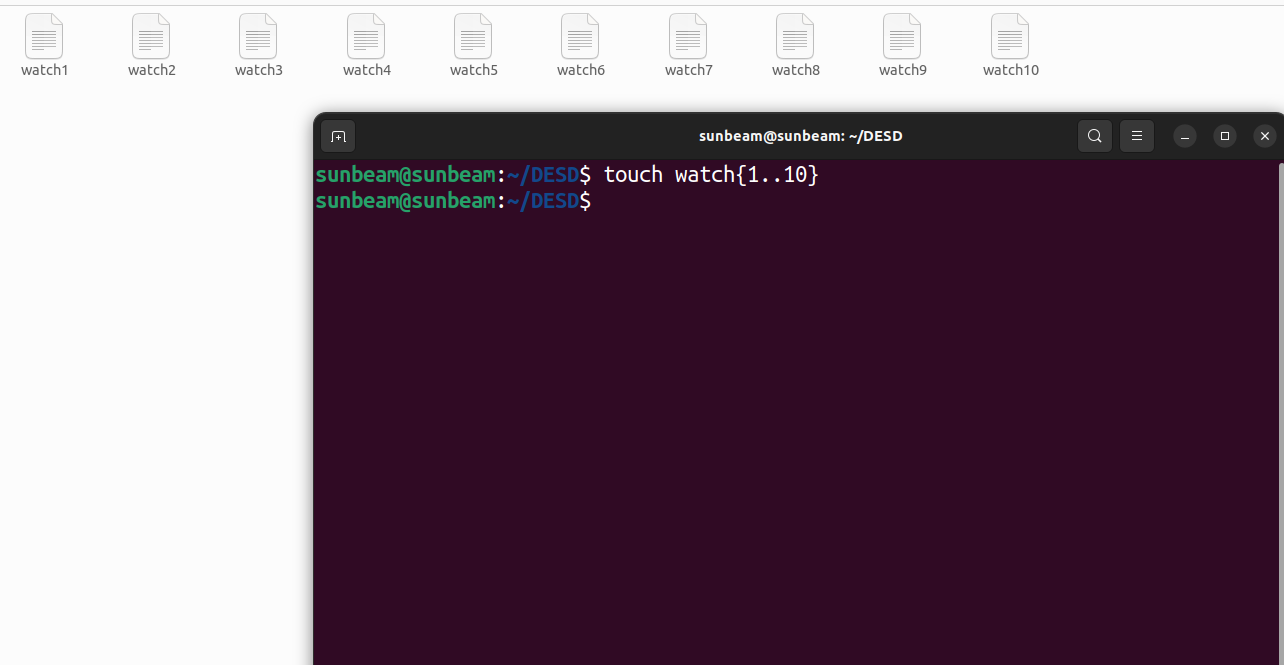 watch1 watch2 watch3 watch4 watch5 watch6 watch7 watch8 watch9 watch10
sunbeam@sunbeam: ~/DESD
sunbeam@sunbeam:~/DESD$ touch watch{1..10}
sunbeam@sunbeam:~/DESD$